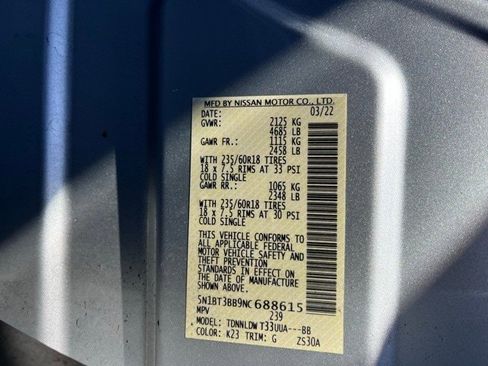 MFD BY NISSAN MOTOR CO., LTD.
DATE: 03/22
GVWR: 2125 KG
4685 LB
GAWR FR.: 1115 KG
2458 LB
WITH 235/60R18 TIRES
18 x 7.5 RIMS AT 33 PSI
COLD SINGLE
GAWR RR.: 1065 KG
2348 LB
WITH 235/60R18 TIRES
18 x 7.5 RIMS AT 30 PSI
COLD SINGLE
THIS VEHICLE CONFORMS TO
ALL APPLICABLE FEDERAL
MOTOR VEHICLE SAFETY AND
THEFT PREVENTION
STANDARDS IN EFFECT ON
THE DATE OF MANUFACTURE
SHOWN ABOVE.
5N1BT3BB9NC688615
MPV 239
MODEL: TDNNLDWT33UUA---BB
COLOR: K23 TRIM: G ZS30A